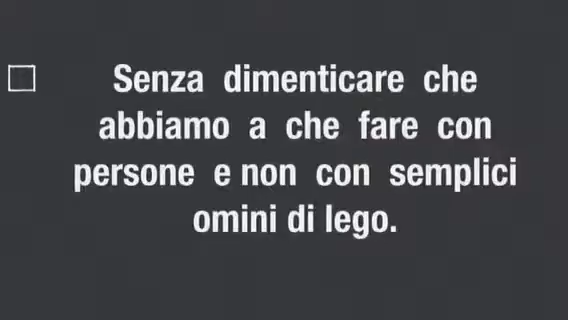 Senza dimenticare che
abbiamo a che fare con
persone e non con semplici
omini di lego.